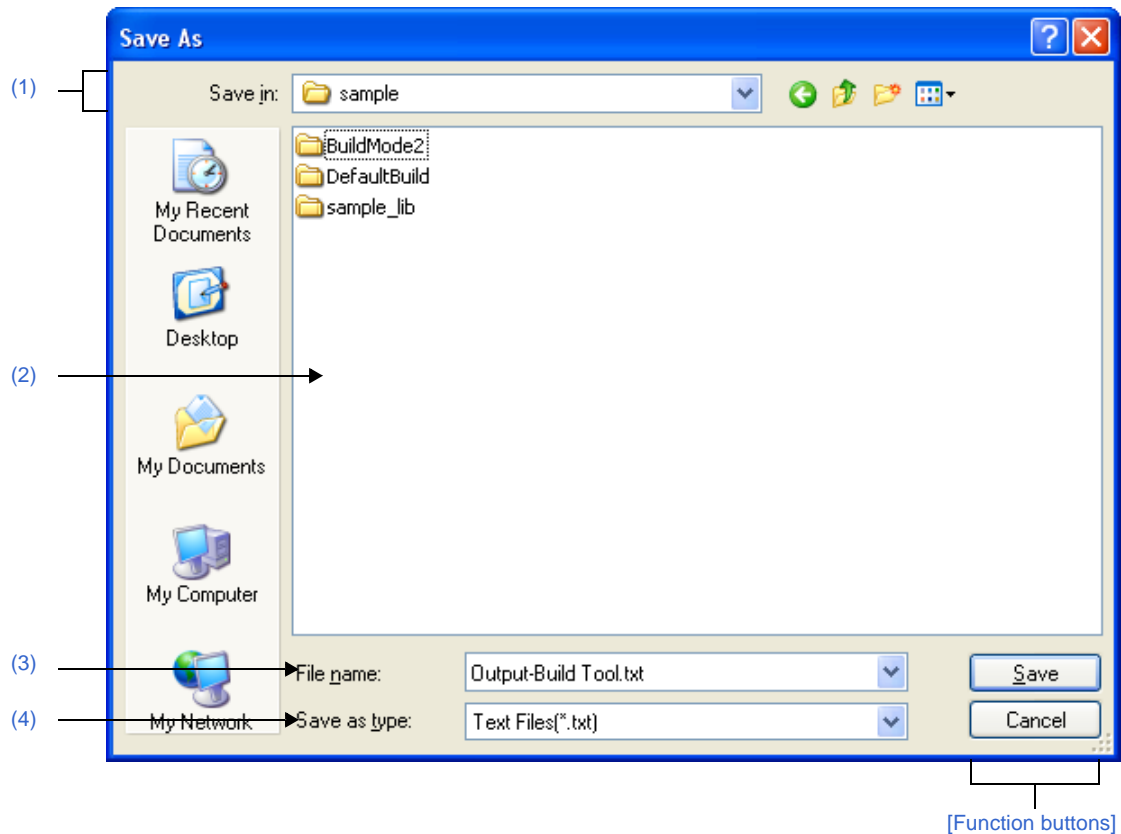 Save As
(1)
Save in:
sample
BuildMode2
DefaultBuild
sample_lib
My Recent
Documents
Desktop
(2)
My Documents
My Computer
(3)
File name:
Output-Build Tool.txt
Save
(4)
My Network
Save as type:
Text Files(*.txt)
Cancel
[Function buttons]